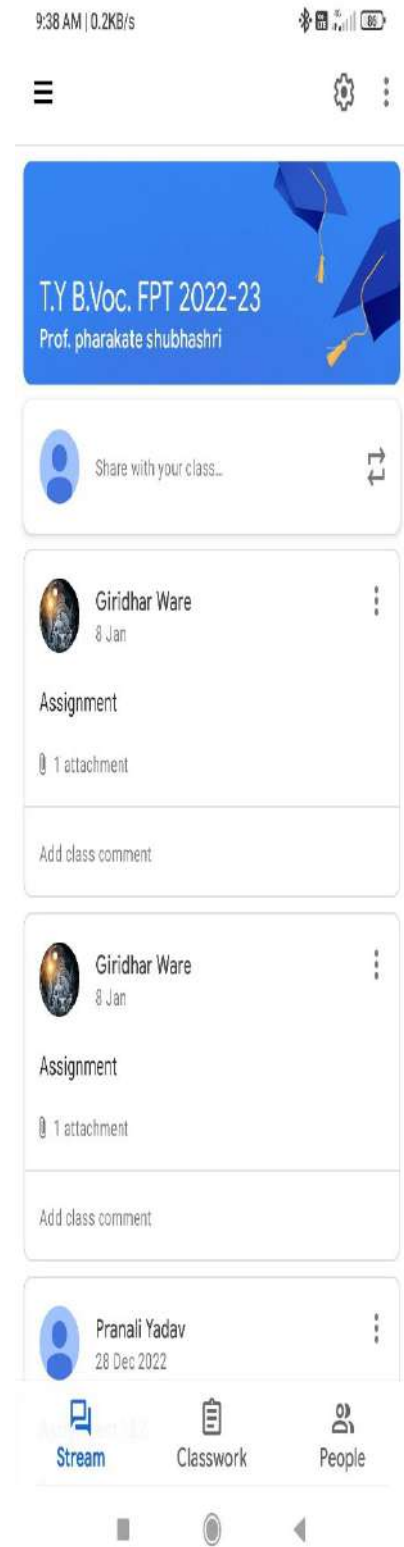 9:38 AM | 0.2KB/s
86
T.Y B.Voc. FPT 2022-23
Prof. pharakate shubhashri
Share with your class...
Giridhar Ware
8 Jan
Assignment
1 attachment
Add class comment
Giridhar Ware
8 Jan
Assignment
1 attachment
Add class comment
Pranali Yadav
28 Dec 2022
Stream
Classwork
People